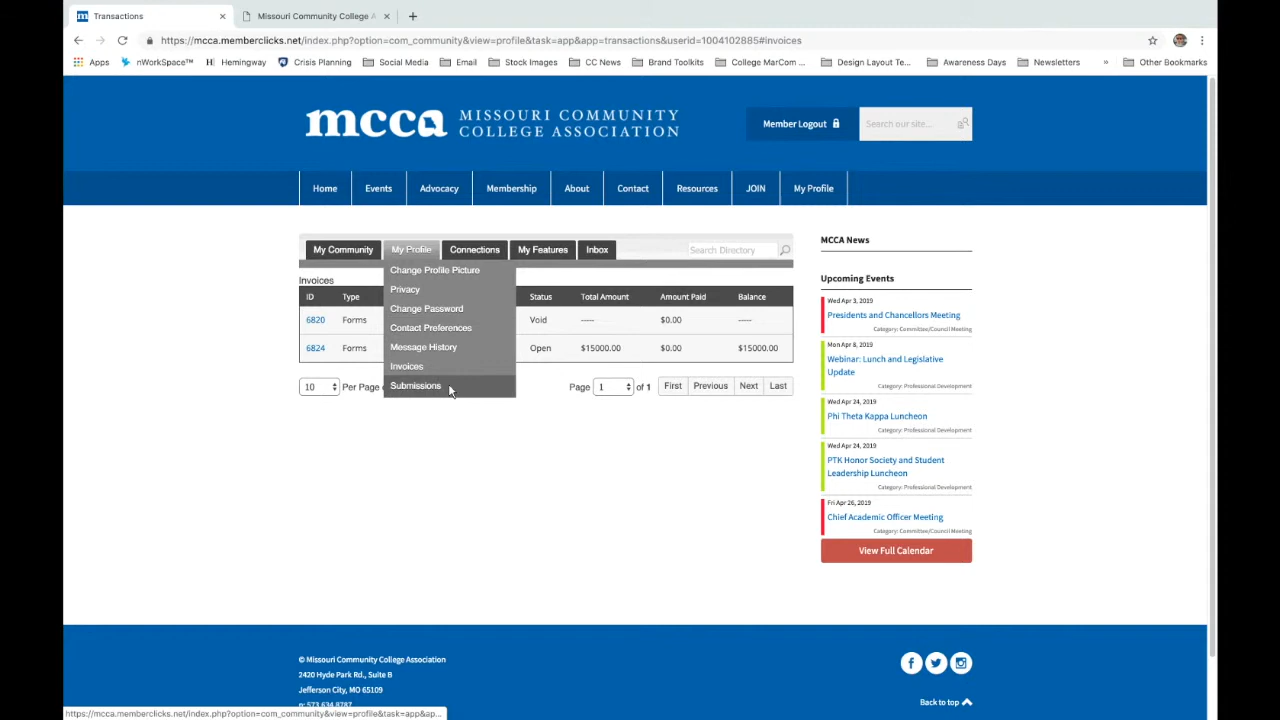 Transactions
Missouri Community College A
https://mcca.memberclicks.net/index.php?option=com_community&view=profile&task=app&app=transactions&userid=1004102885#invoices
Apps nWorkSpace™ Hemingway Crisis Planning Social Media Email Stock Images CC News Brand Toolkits College MarCom ... Design Layout Te... Awareness Days Newsletters » Other Bookmarks
mcca MISSOURI COMMUNITY
COLLEGE ASSOCIATION
Member Logout
Search our site...
Home Events Advocacy Membership About Contact Resources JOIN My Profile
My Community My Profile Connections My Features Inbox Search Directory
Change Profile Picture
Privacy
Change Password
Contact Preferences
Message History
Invoices
Submissions
Invoices
ID Type Status Total Amount Amount Paid Balance
6820 Forms Void ----- $0.00 -----
6824 Forms Open $15000.00 $0.00 $15000.00
10 Per Page Page 1 of 1 First Previous Next Last
MCCA News
Upcoming Events
Wed Apr 3, 2019
Presidents and Chancellors Meeting
Category: Committee/Council Meeting
Mon Apr 8, 2019
Webinar: Lunch and Legislative
Update
Category: Professional Development
Wed Apr 24, 2019
Phi Theta Kappa Luncheon
Category: Professional Development
Wed Apr 24, 2019
PTK Honor Society and Student
Leadership Luncheon
Category: Professional Development
Fri Apr 26, 2019
Chief Academic Officer Meeting
Category: Committee/Council Meeting
View Full Calendar
© Missouri Community College Association
2420 Hyde Park Rd., Suite B
Jefferson City, MO 65109
p: 573.634.8787
Back to top
https://mcca.memberclicks.net/index.php?option=com_community&view=profile&task=app&ap...